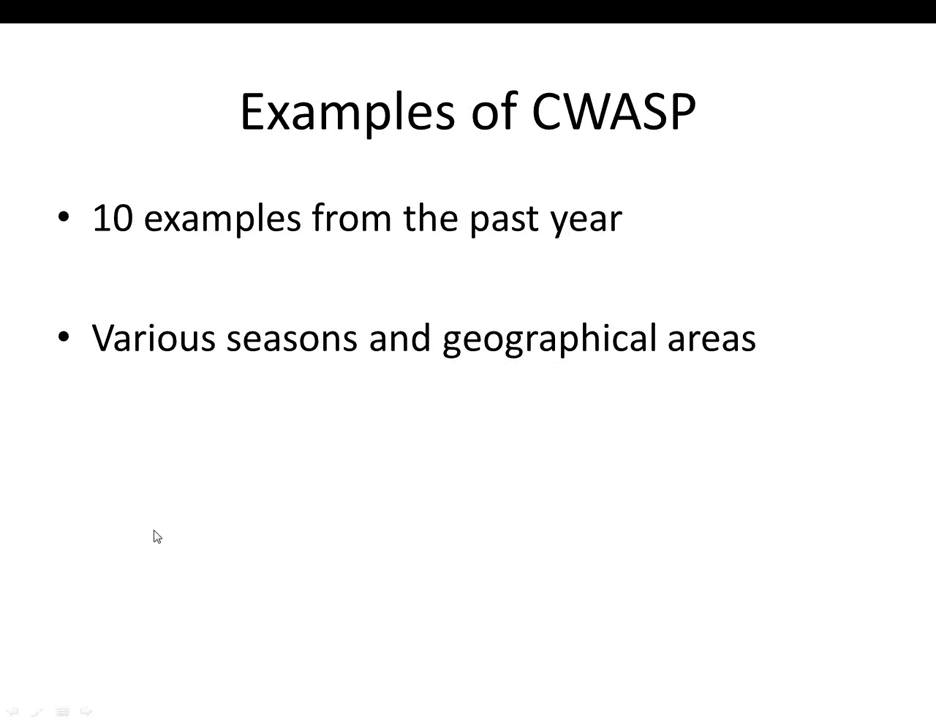 Examples of CWASP
• 10 examples from the past year
• Various seasons and geographical areas